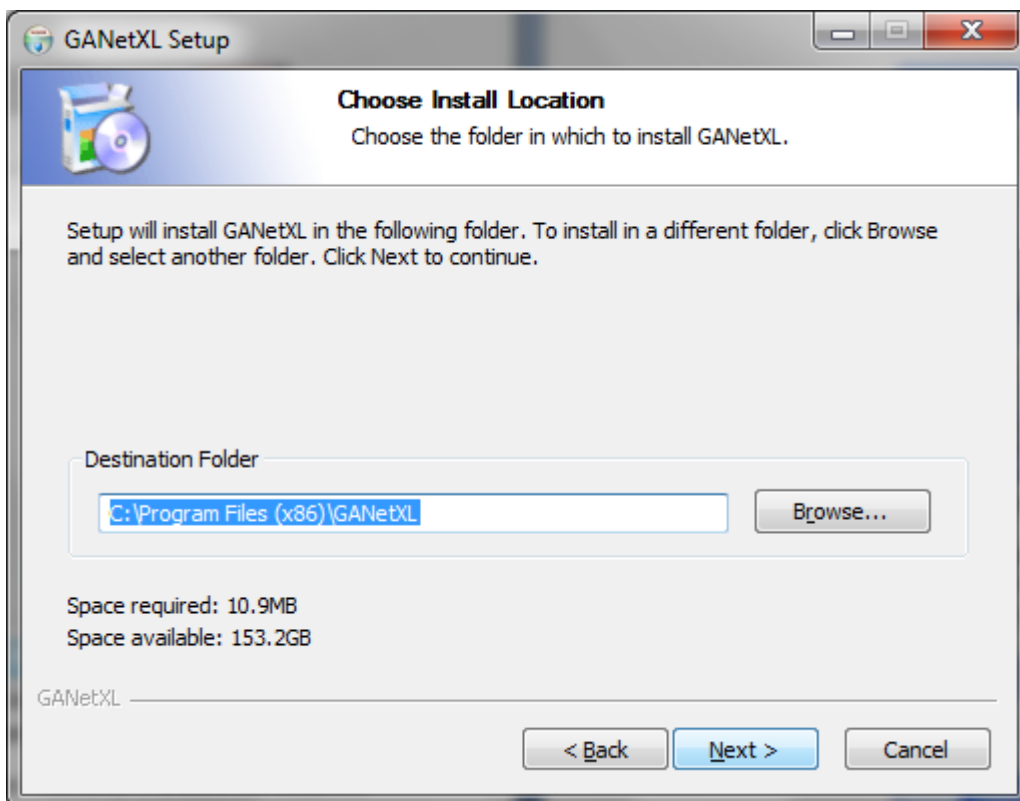 GANetXL Setup
Choose Install Location
Choose the folder in which to install GANetXL.
Setup will install GANetXL in the following folder. To install in a different folder, click Browse
and select another folder. Click Next to continue.
Destination Folder
C:\Program Files (x86)\GANetXL
Browse...
Space required: 10.9MB
Space available: 153.2GB
GANetXL
< Back
Next >
Cancel